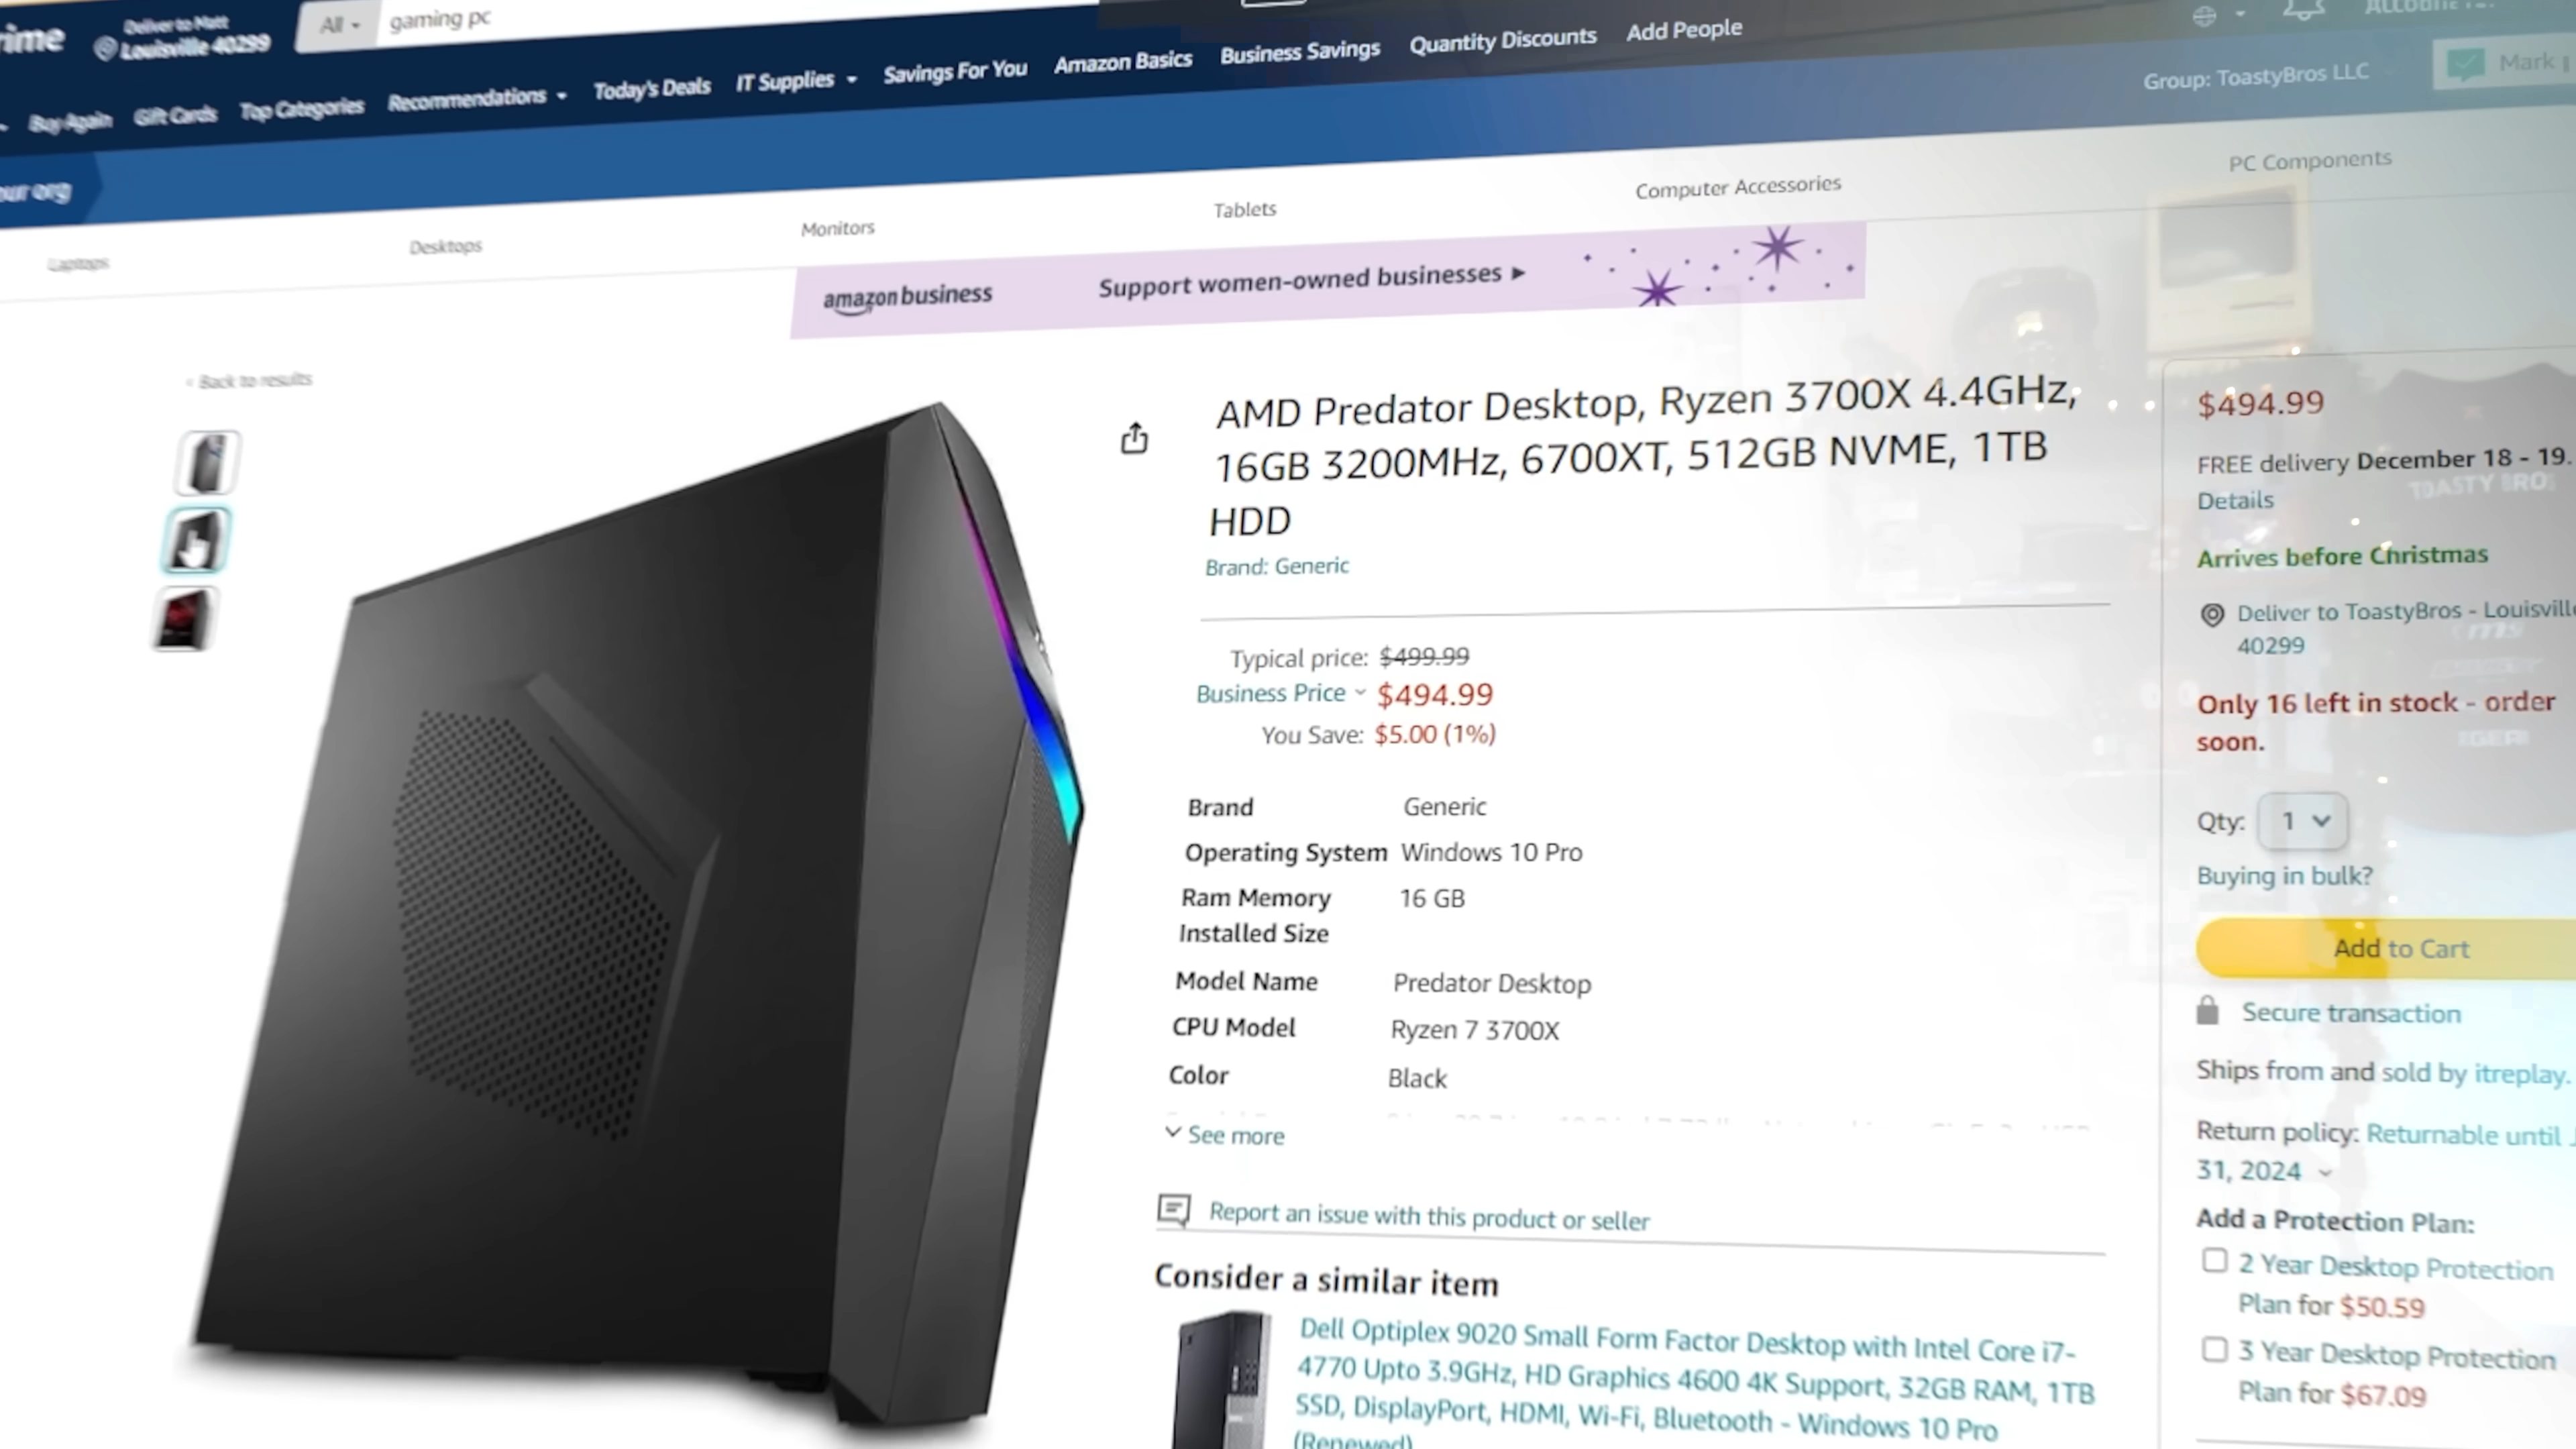 Deliver to Matt
Louisville 40299
All
gaming pc
Buy Again
Gift Cards
Top Categories
Recommendations
Today's Deals
IT Supplies
Savings For You
Amazon Basics
Business Savings
Quantity Discounts
Add People
Group: ToastyBros LLC
Mark
Laptops
Desktops
Monitors
Tablets
Computer Accessories
PC Components
amazon business
Support women-owned businesses ▸
‹ Back to results
AMD Predator Desktop, Ryzen 3700X 4.4GHz,
16GB 3200MHz, 6700XT, 512GB NVME, 1TB
HDD
Brand: Generic
Typical price: $499.99
Business Price $494.99
You Save: $5.00 (1%)
Brand Generic
Operating System Windows 10 Pro
Ram Memory 16 GB
Installed Size
Model Name Predator Desktop
CPU Model Ryzen 7 3700X
Color Black
See more
Report an issue with this product or seller
Consider a similar item
Dell Optiplex 9020 Small Form Factor Desktop with Intel Core i7-
4770 Upto 3.9GHz, HD Graphics 4600 4K Support, 32GB RAM, 1TB
SSD, DisplayPort, HDMI, Wi-Fi, Bluetooth - Windows 10 Pro
(Renewed)
$494.99
FREE delivery December 18 - 19.
Details
TOASTY BROS
Arrives before Christmas
Deliver to ToastyBros - Louisville
40299
Only 16 left in stock - order
soon.
Qty: 1
Buying in bulk?
Add to Cart
Secure transaction
Ships from and sold by itreplay.
Return policy: Returnable until
31, 2024
Add a Protection Plan:
2 Year Desktop Protection
Plan for $50.59
3 Year Desktop Protection
Plan for $67.09